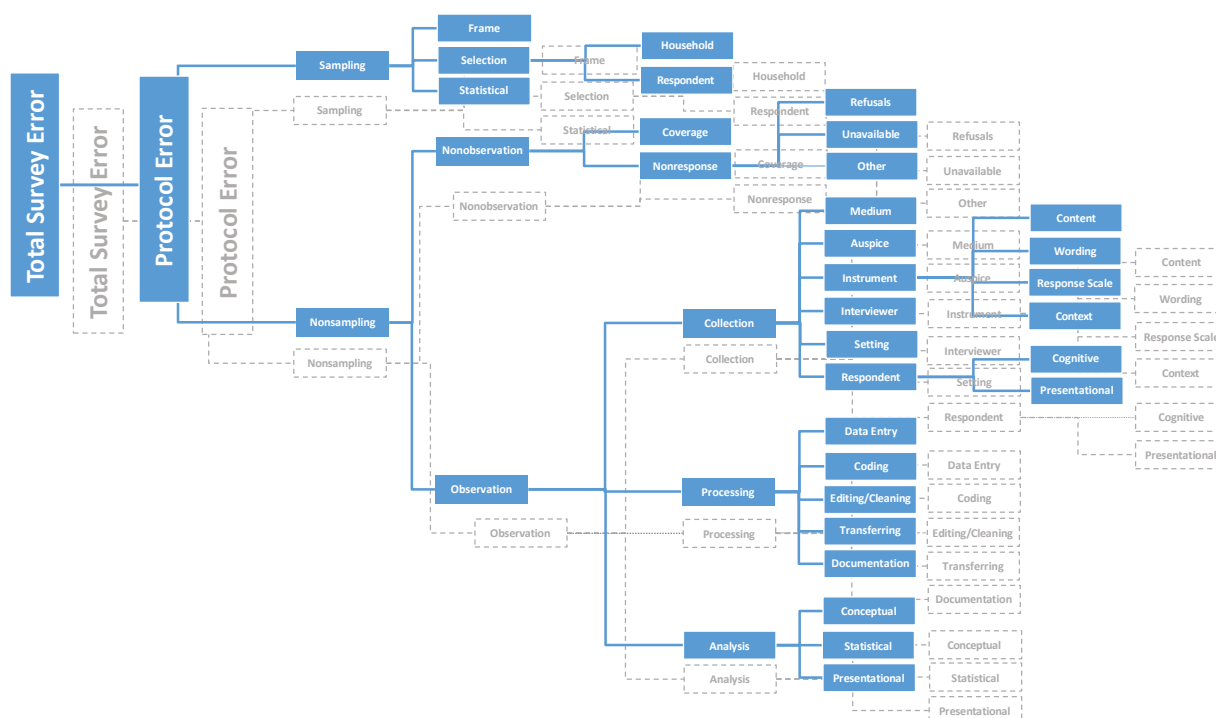 Frame
Household
Sampling
Selection
Frame
Respondent
Household
Statistical
Selection
Total Survey Error
Total Survey Error
Protocol Error
Protocol Error
Sampling
Respondent
Refusals
Statistical
Coverage
Unavailable
Refusals
Nonobservation
Nonresponse
Coverage
Other
Unavailable
Nonobservation
Nonresponse
Other
Medium
Content
Auspice
Medium
Wording
Content
Instrument
Auspice
Response Scale
Wording
Nonsampling
Collection
Interviewer
Instrument
Context
Response Scale
Nonsampling
Collection
Setting
Interviewer
Cognitive
Context
Respondent
Setting
Presentational
Respondent
Cognitive
Data Entry
Presentational
Coding
Data Entry
Observation
Processing
Editing/Cleaning
Coding
Observation
Processing
Transferring
Editing/Cleaning
Documentation
Transferring
Documentation
Conceptual
Analysis
Statistical
Conceptual
Analysis
Presentational
Statistical
Presentational